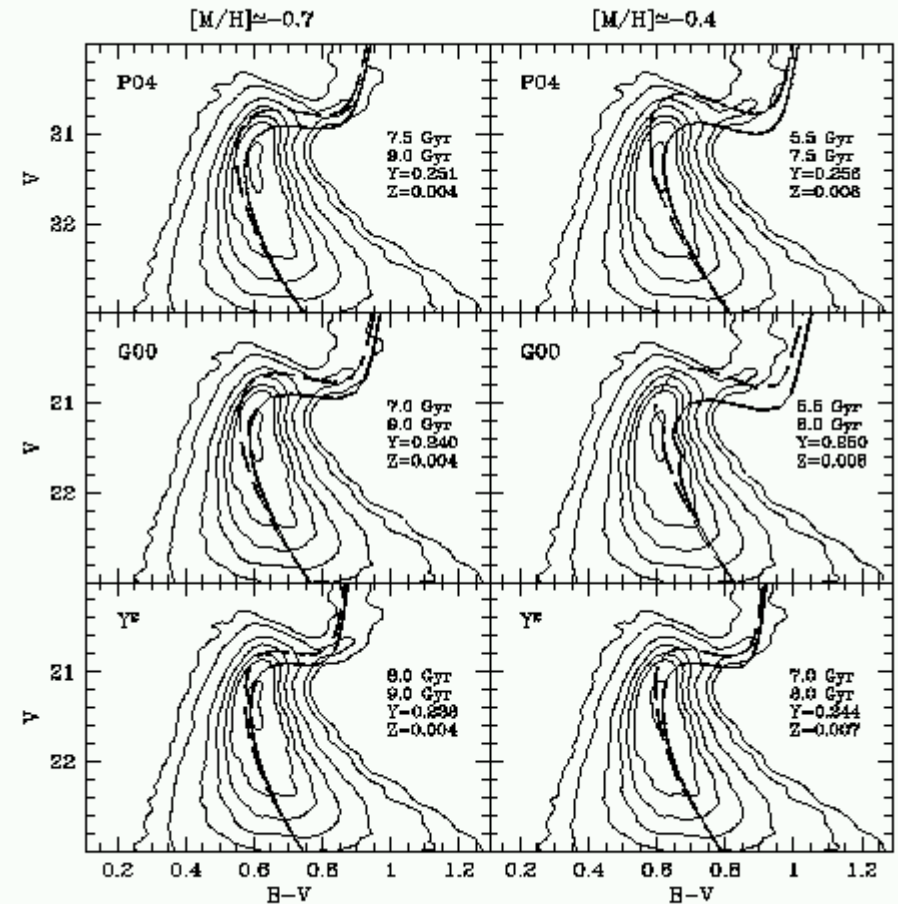 [M/H]≃-0.7
[M/H]≃-0.4
P04
7.5 Gyr
9.0 Gyr
Y=0.251
Z=0.004
P04
5.5 Gyr
7.5 Gyr
Y=0.256
Z=0.008
21
22
V
G00
7.0 Gyr
9.0 Gyr
Y=0.240
Z=0.004
G00
5.5 Gyr
8.0 Gyr
Y=0.250
Z=0.008
21
22
V
8.0 Gyr
9.0 Gyr
Y=0.238
Z=0.004
7.0 Gyr
8.0 Gyr
Y=0.244
Z=0.007
21
22
V
0.2 0.4 0.6 0.8 1 1.2
0.2 0.4 0.6 0.8 1 1.2
B-V
B-V